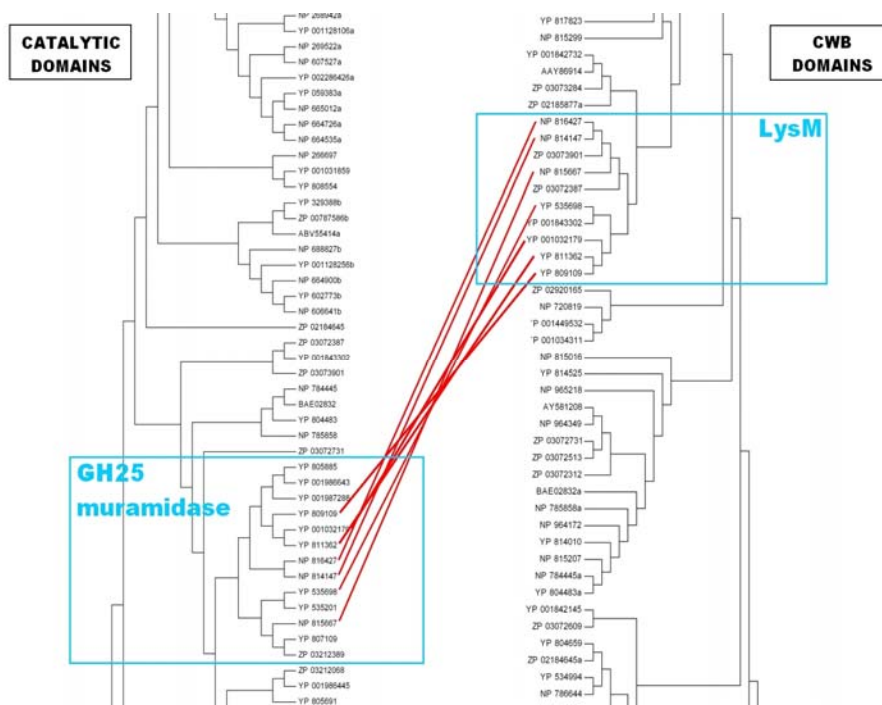 CATALYTIC
DOMAINS
NP 268942a
YP 001128106a
NP 269522a
NP 607527a
YP 002286426a
YP 059383a
NP 665012a
NP 664726a
NP 664535a
NP 266697
YP 001031859
YP 808554
YP 329388b
ZP 00787586b
ABV55414a
NP 688827b
YP 001128256b
NP 664900b
YP 602773b
NP 606641b
ZP 02184645
ZP 03072387
YP 001843302
ZP 03073901
NP 784445
BAE02832
YP 804483
NP 785858
ZP 03072731
GH25
muramidase
YP 805885
YP 001986643
YP 001987288
YP 809109
YP 001032179
YP 811362
NP 816427
NP 814147
YP 535698
YP 535201
NP 815667
YP 807109
ZP 03212389
ZP 03212068
YP 001986445
YP 805691
CWB
DOMAINS
YP 817823
NP 815299
YP 001842732
AAY86914
ZP 03073284
ZP 02185877a
LysM
NP 816427
NP 814147
ZP 03073901
NP 815667
ZP 03072387
YP 535698
YP 001843302
YP 001032179
YP 811362
YP 809109
ZP 02920165
NP 720819
YP 001449532
YP 001034311
NP 815016
YP 814525
NP 965218
AY581208
NP 964349
ZP 03072731
ZP 03072513
ZP 03072312
BAE02832a
NP 785858a
NP 964172
YP 814010
NP 815207
NP 784445a
YP 804483a
YP 001842145
ZP 03072609
YP 804659
ZP 02184645a
YP 534994
NP 786644